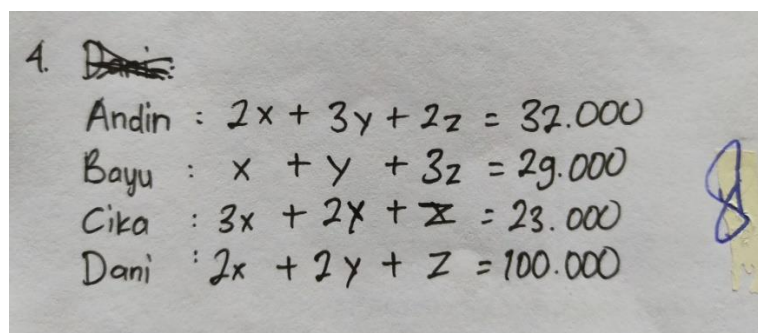 4.
Andin : 2x + 3y + 2z = 32.000
Bayu : x + y + 3z = 29.000
Cika : 3x + 2y + z = 23.000
Dani : 2x + 2y + z = 100.000
8